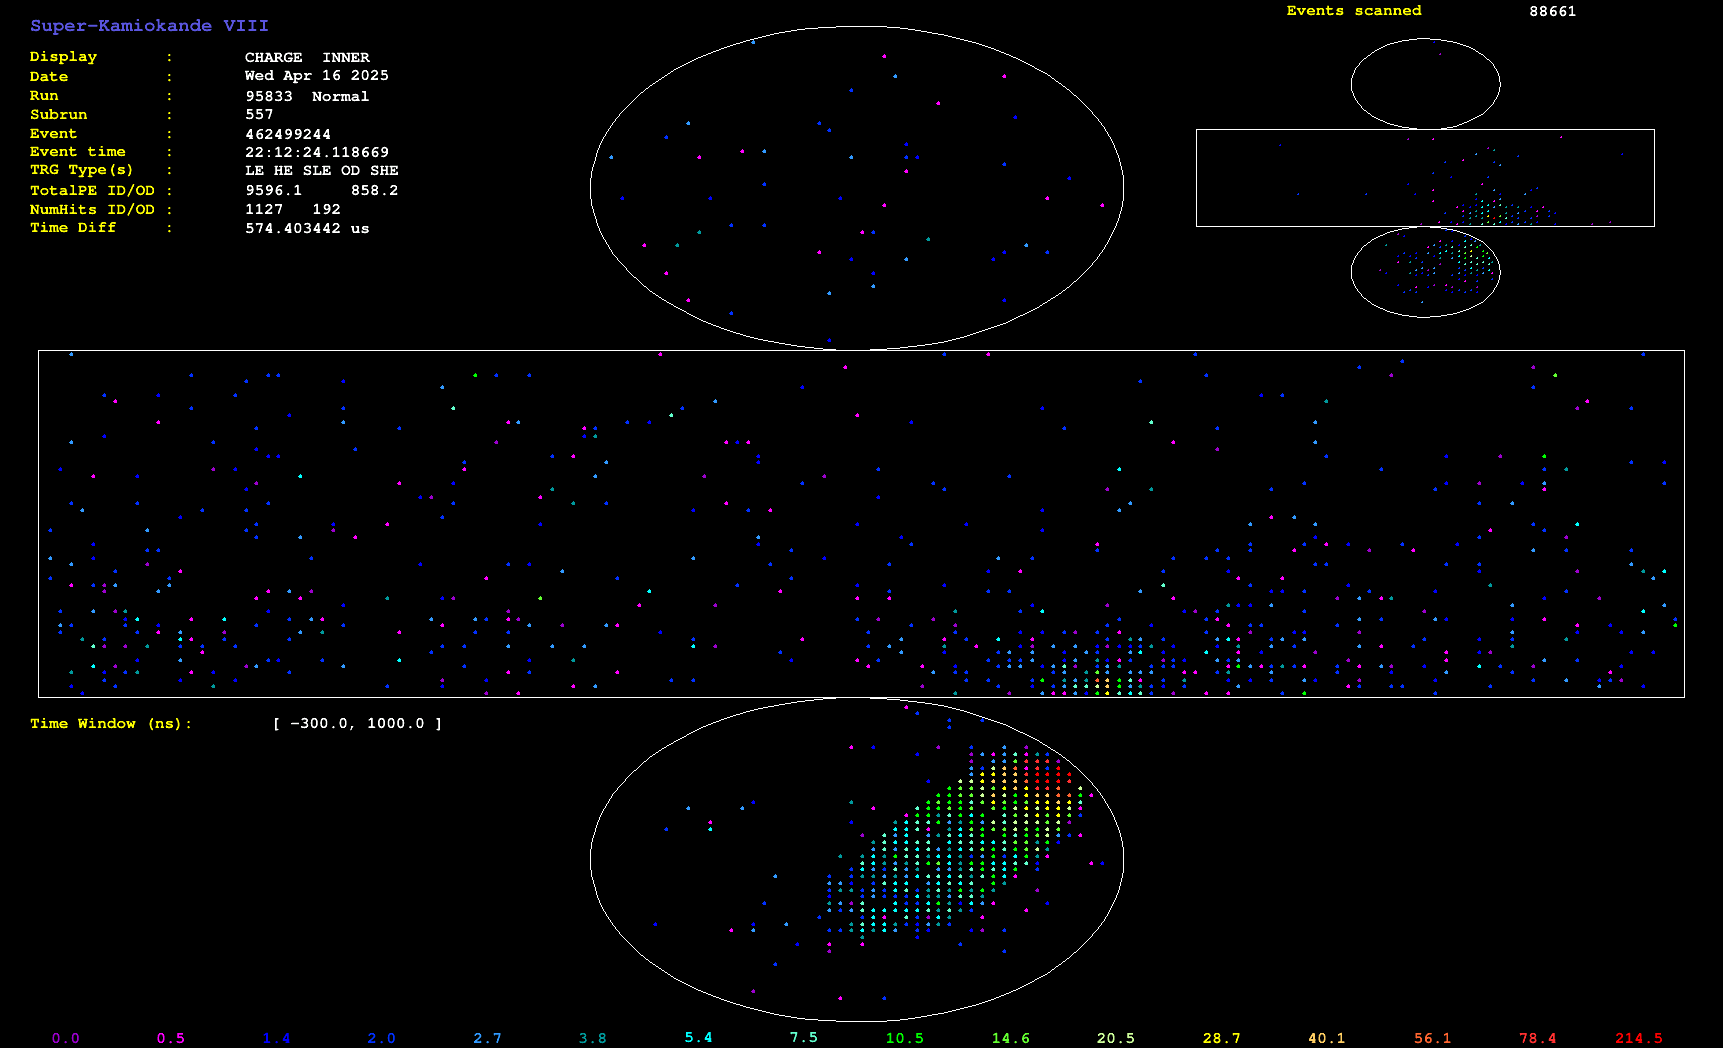 Super-Kamiokande VIII
Events scanned 88661
Display : CHARGE INNER
Date : Wed Apr 16 2025
Run : 95833 Normal
Subrun : 557
Event : 462499244
Event time : 22:12:24.118669
TRG Type(s) : LE HE SLE OD SHE
TotalPE ID/OD : 9596.1 858.2
NumHits ID/OD : 1127 192
Time Diff : 574.403442 us
Time Window (ns): [ -300.0, 1000.0 ]
0.0 0.5 1.4 2.0 2.7 3.8 5.4 7.5 10.5 14.6 20.5 28.7 40.1 56.1 78.4 214.5